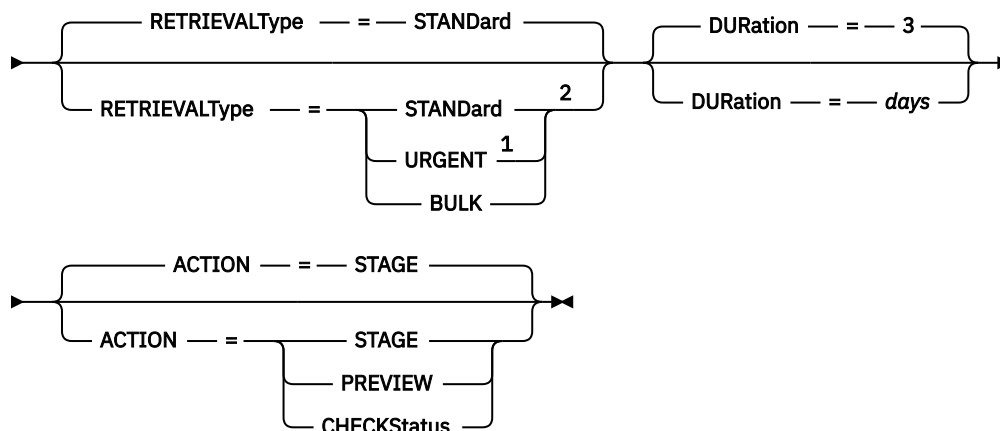 RETRIEVALType = STANDard
DURation = 3
RETRIEVALType = STANDard 2
DURation = days
URGENT 1
BULK
ACTION = STAGE
ACTION = STAGE
PREVIEW
CHECKStatus